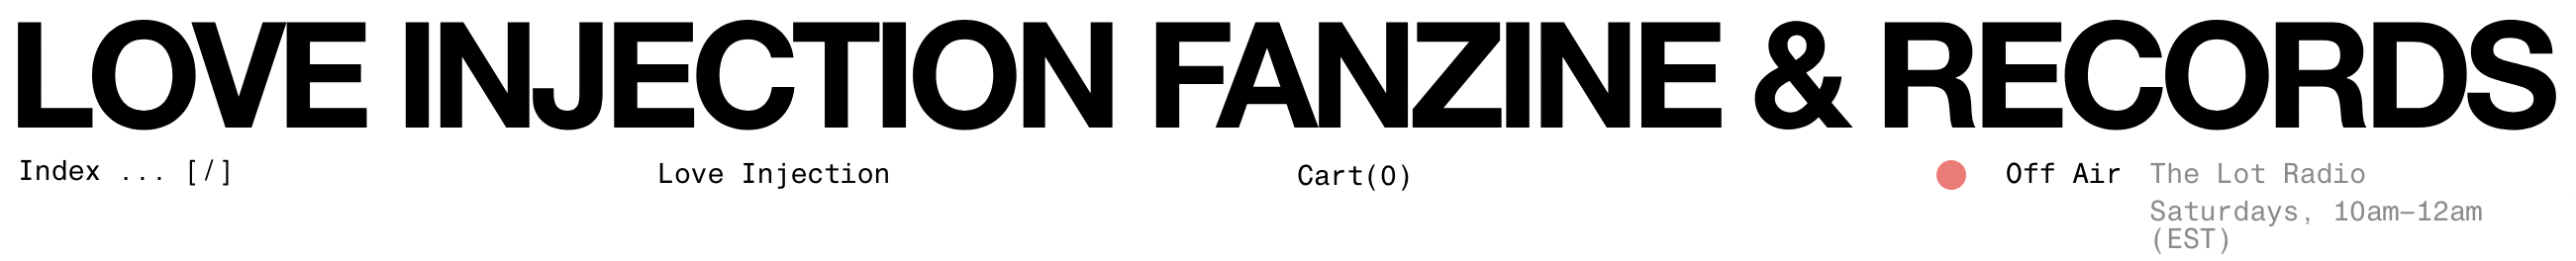 LOVE INJECTION FANZINE & RECORDS
Index ... [/]
Love Injection
Cart(0)
Off Air
The Lot Radio
Saturdays, 10am–12am
(EST)